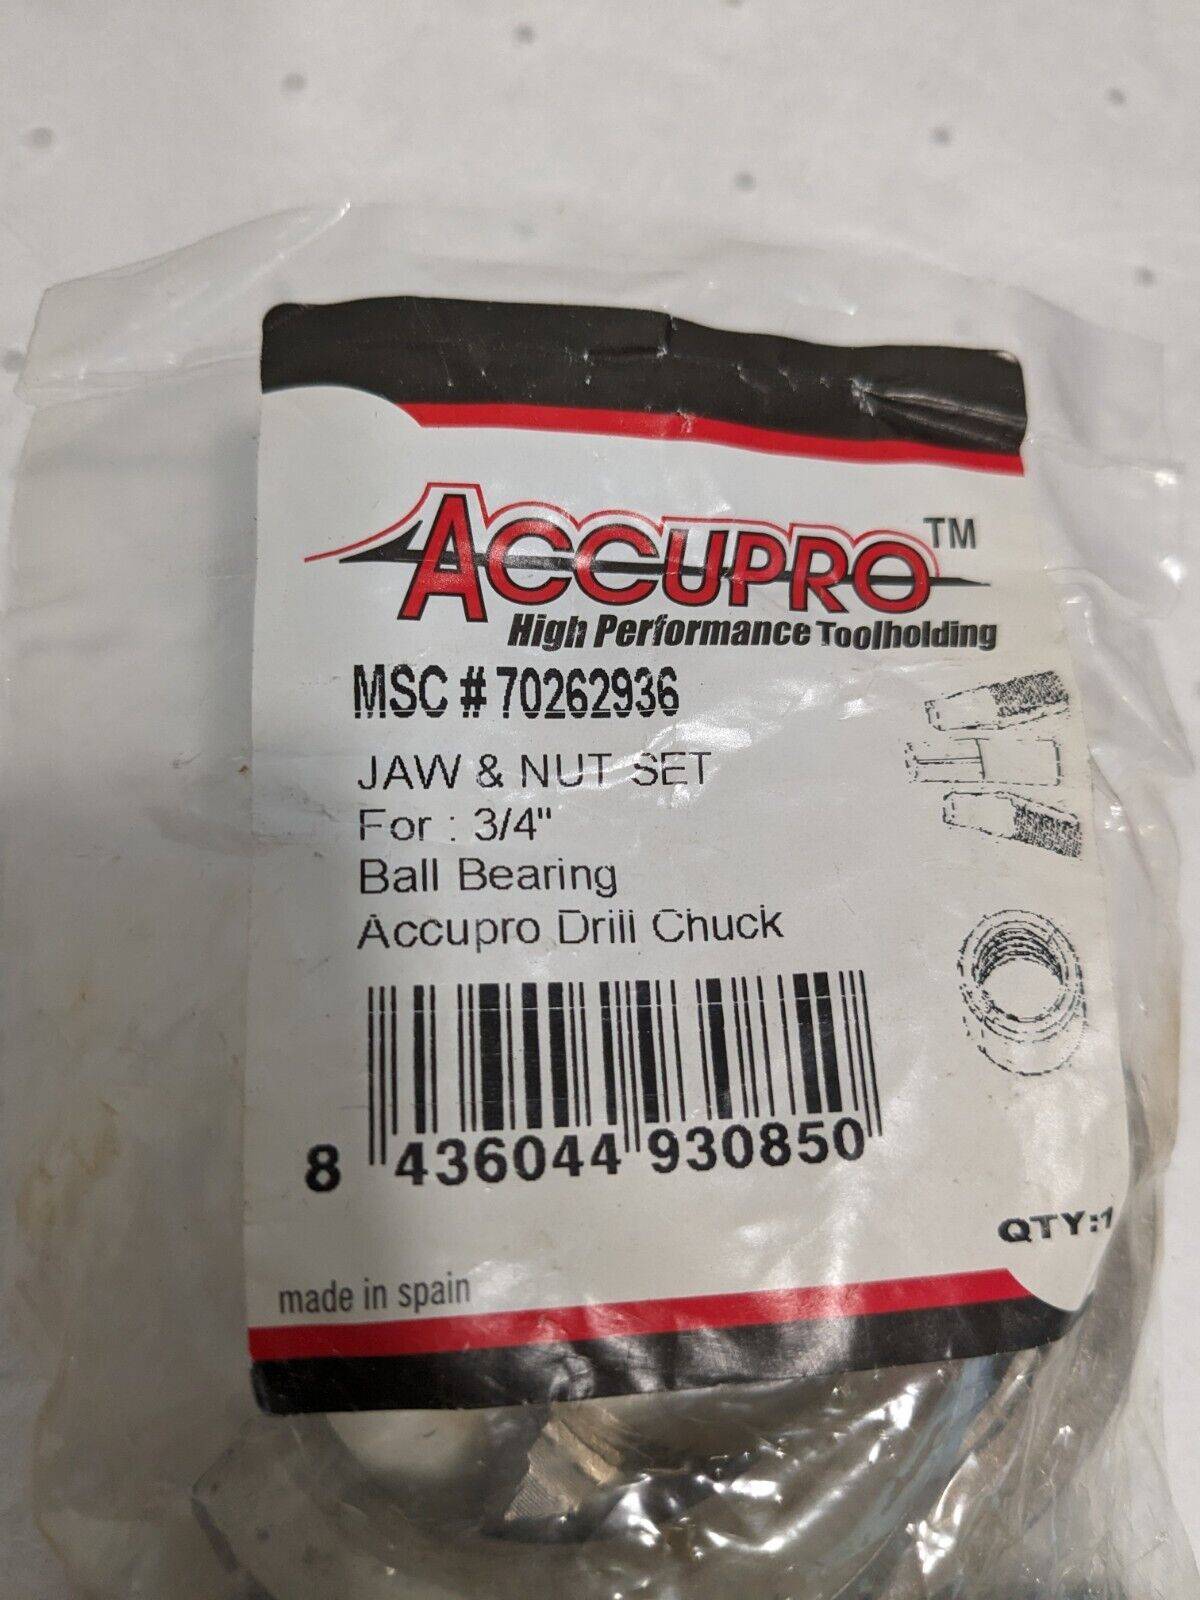 ACCUPRO™
High Performance Toolholding
MSC # 70262936
JAW & NUT SET
For : 3/4"
Ball Bearing
Accupro Drill Chuck
8 436044 930850
QTY:1
made in spain